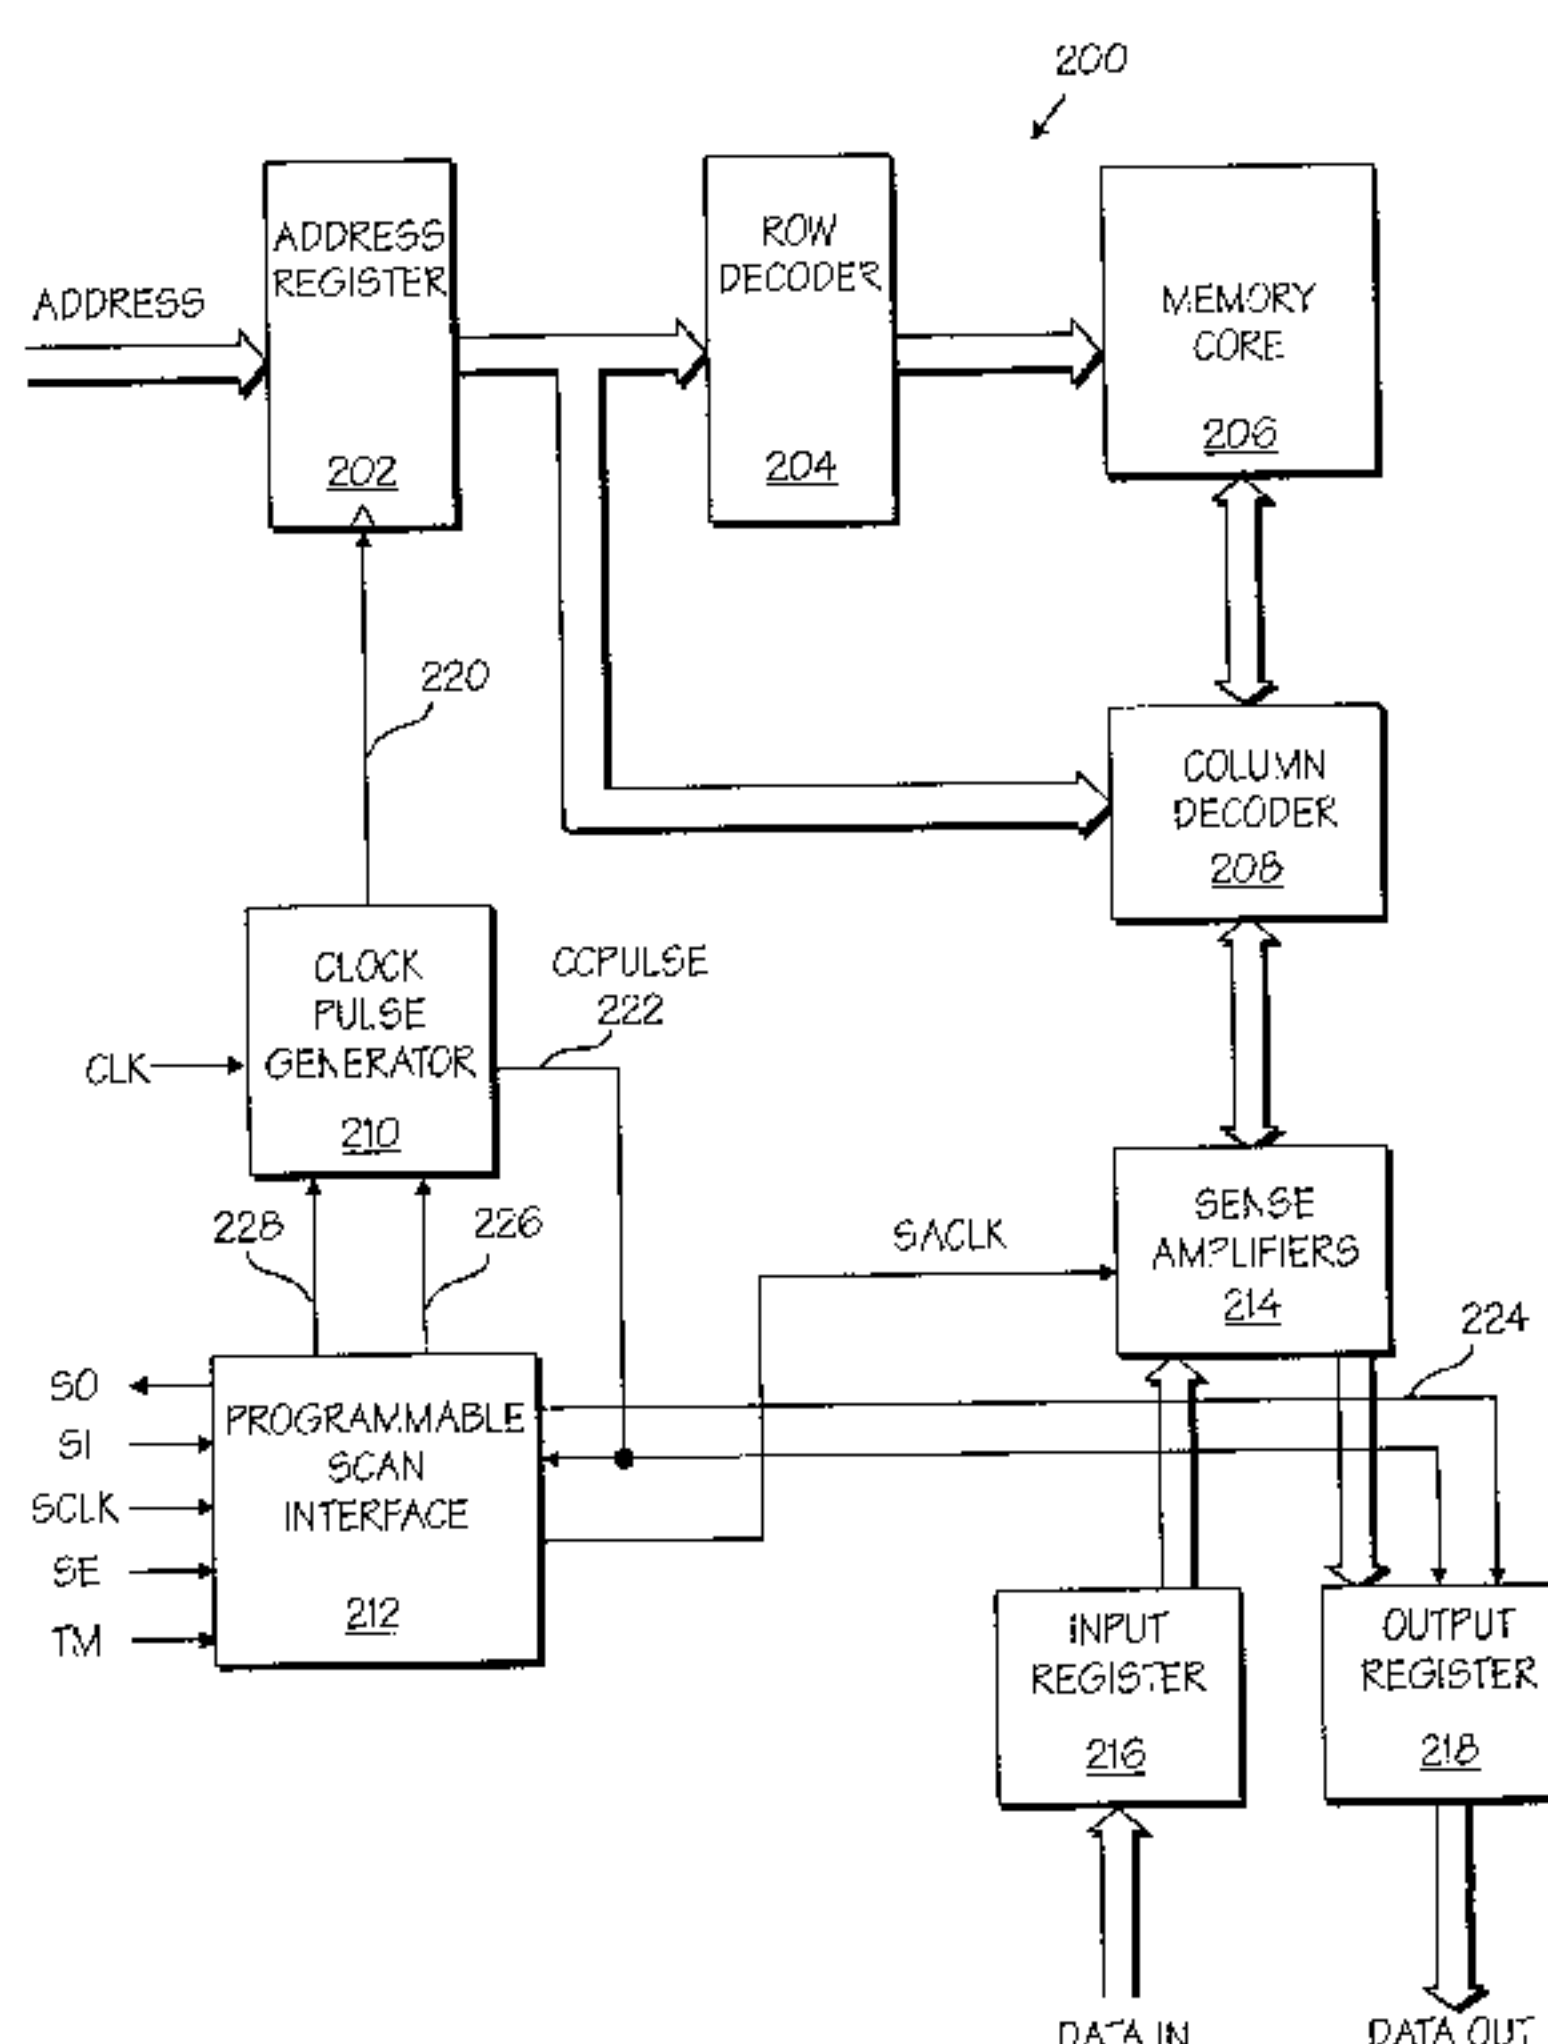 200
ADDRESS
ADDRESS
REGISTER
202
ROW
DECODER
204
MEMORY
CORE
206
220
COLUMN
DECODER
208
CLK
CLOCK
PULSE
GENERATOR
210
CCPULSE
222
228
226
SACLK
SENSE
AMPLIFIERS
214
224
SO
SI
SCLK
SE
TM
PROGRAMMABLE
SCAN
INTERFACE
212
INPUT
REGISTER
216
OUTPUT
REGISTER
218
DATA IN
DATA OUT